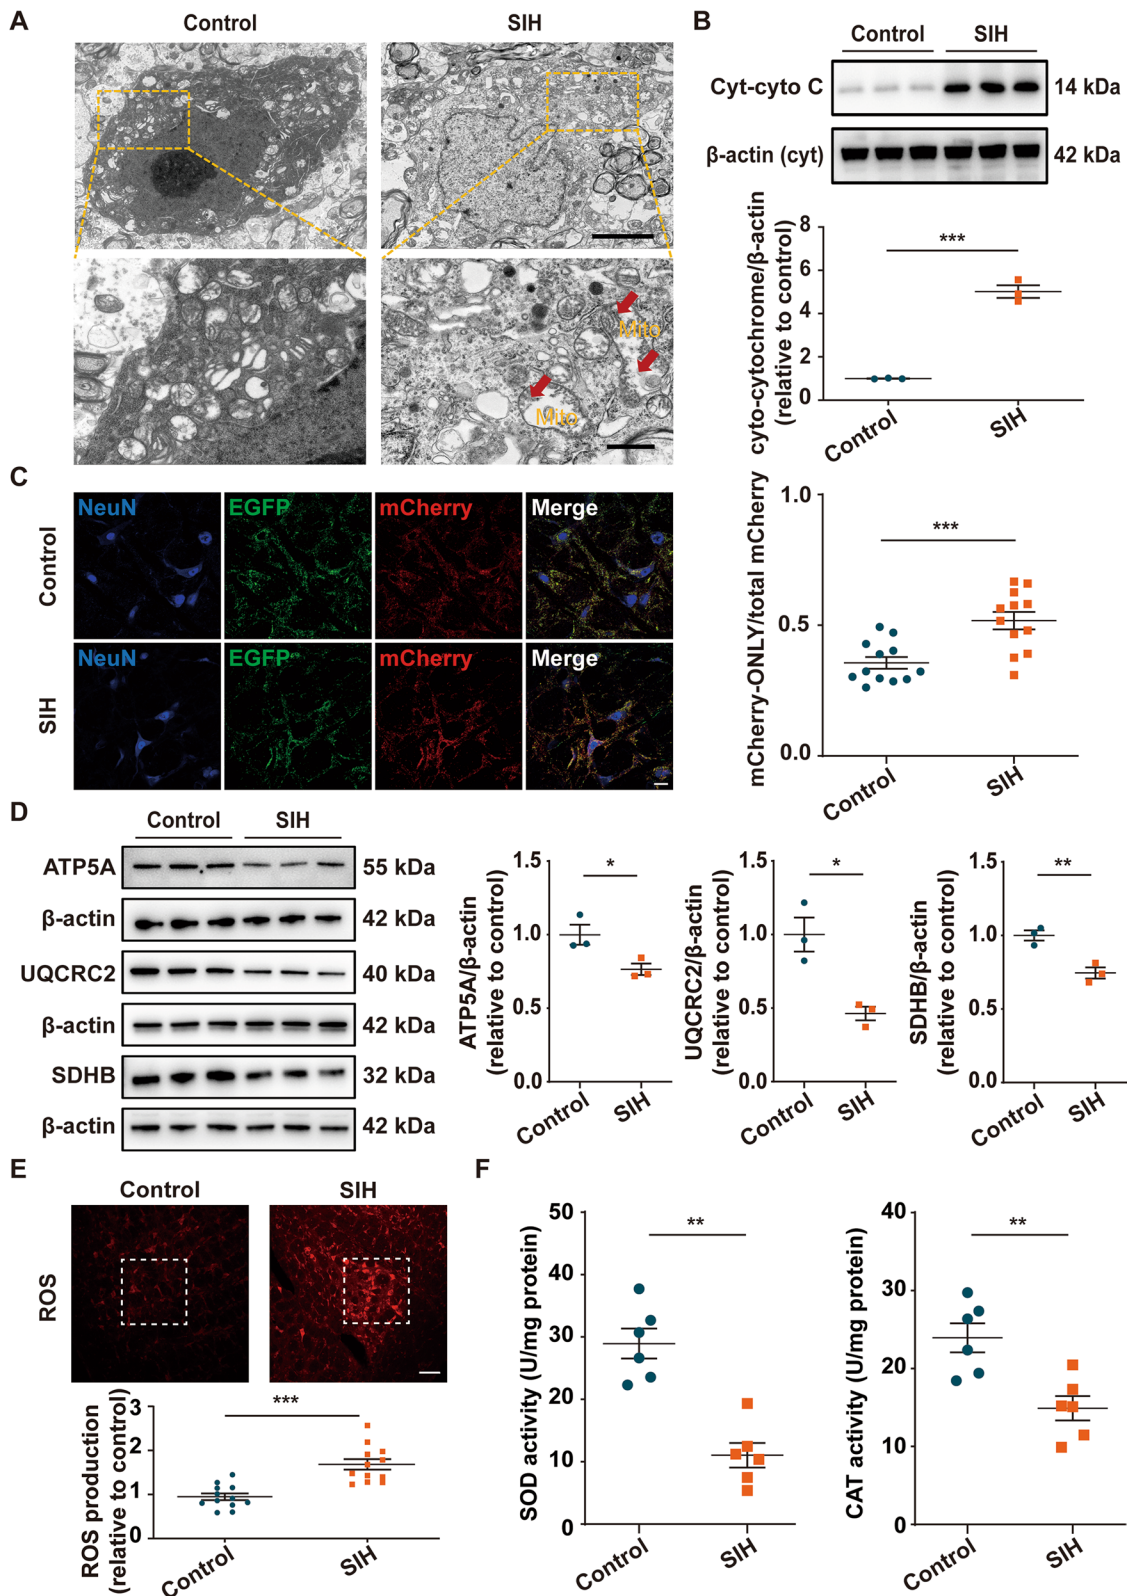 A
Control
SIH
Mito
Mito
B
Control
SIH
Cyt-cyto C
14 kDa
β-actin (cyt)
42 kDa
cyto-cytochrome/β-actin
(relative to control)
8
6
4
2
0
***
Control
SIH
C
Control
NeuN
EGFP
mCherry
Merge
SIH
NeuN
EGFP
mCherry
Merge
mCherry-ONLY/total mCherry
1.0
0.5
0.0
***
Control
SIH
D
Control
SIH
ATP5A
55 kDa
β-actin
42 kDa
UQCRC2
40 kDa
β-actin
42 kDa
SDHB
32 kDa
β-actin
42 kDa
ATP5A/β-actin
(relative to control)
1.5
1.0
0.5
0.0
*
Control
SIH
UQCRC2/β-actin
(relative to control)
1.5
1.0
0.5
0.0
*
Control
SIH
SDHB/β-actin
(relative to control)
1.5
1.0
0.5
0.0
**
Control
SIH
E
Control
SIH
ROS
ROS production
(relative to control)
3
2
1
0
***
Control
SIH
F
SOD activity (U/mg protein)
50
40
30
20
10
0
**
Control
SIH
CAT activity (U/mg protein)
40
30
20
10
0
**
Control
SIH